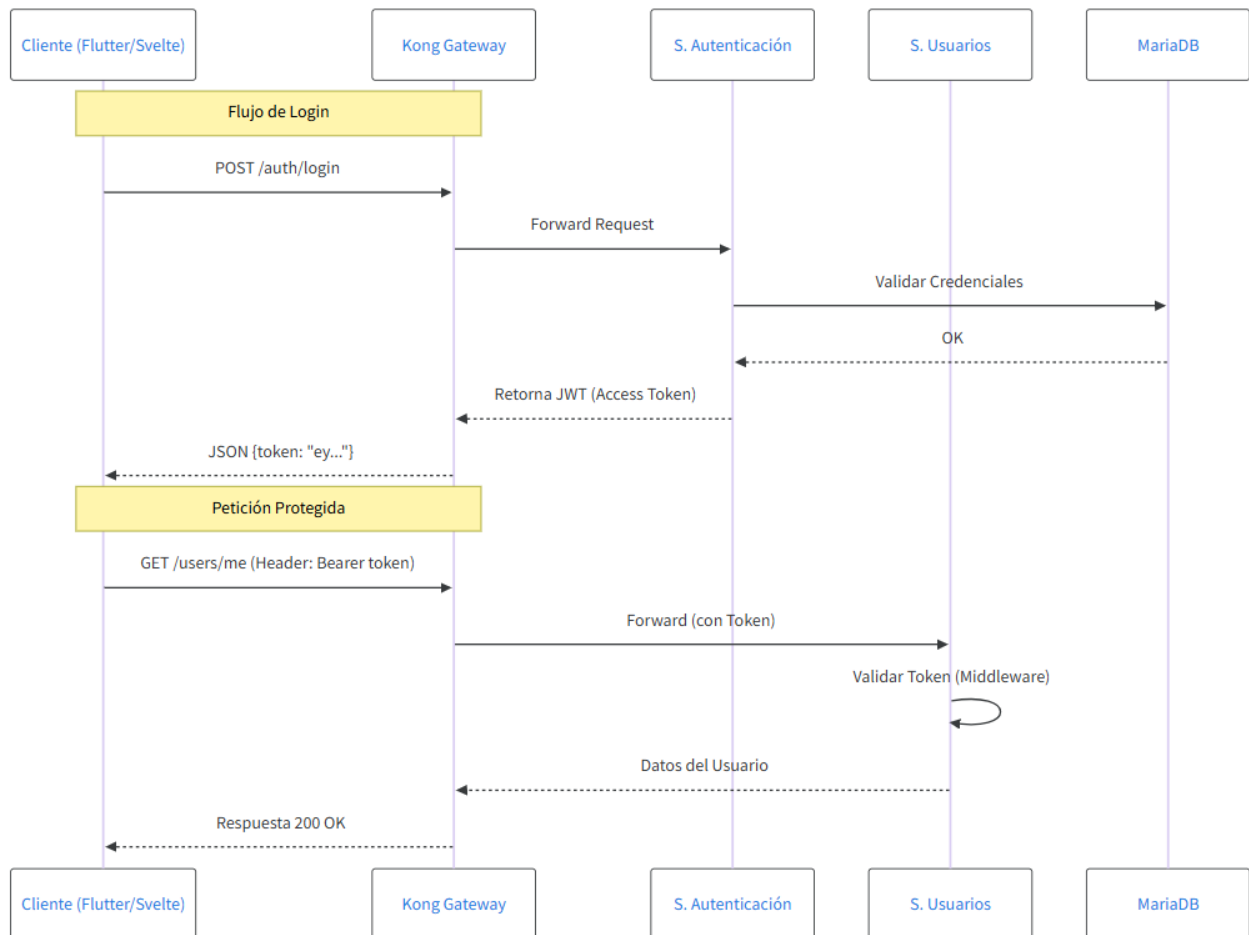 Cliente (Flutter/Svelte)
Kong Gateway
S. Autenticación
S. Usuarios
MariaDB
Flujo de Login
POST /auth/login
Forward Request
Validar Credenciales
OK
Retorna JWT (Access Token)
JSON {token: "ey..."}
Petición Protegida
GET /users/me (Header: Bearer token)
Forward (con Token)
Validar Token (Middleware)
Datos del Usuario
Respuesta 200 OK
Cliente (Flutter/Svelte)
Kong Gateway
S. Autenticación
S. Usuarios
MariaDB